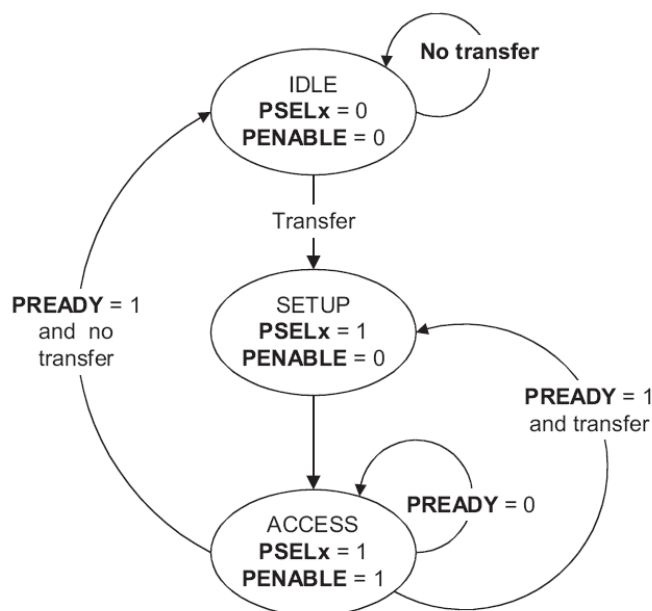 No transfer
IDLE
PSELx = 0
PENABLE = 0
Transfer
SETUP
PSELx = 1
PENABLE = 0
PREADY = 1
and no
transfer
PREADY = 1
and transfer
PREADY = 0
ACCESS
PSELx = 1
PENABLE = 1